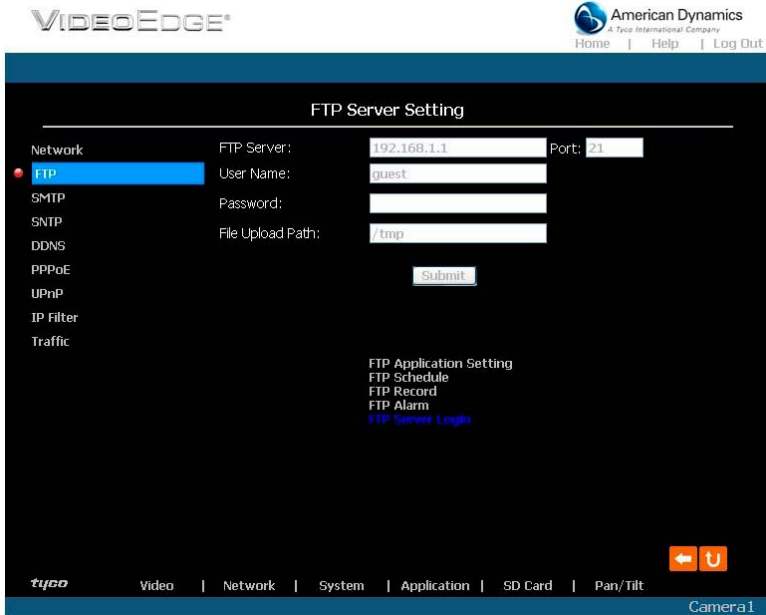 VIDEOEDGE®
American Dynamics
A Tyco International Company
Home | Help | Log Out
FTP Server Setting
Network
FTP
SMTP
SNTP
DDNS
PPPoE
UPnP
IP Filter
Traffic
FTP Server: 192.168.1.1 Port: 21
User Name: guest
Password:
File Upload Path: /tmp
Submit
FTP Application Setting
FTP Schedule
FTP Record
FTP Alarm
FTP Server Login
tyco Video | Network | System | Application | SD Card | Pan/Tilt
Camera1